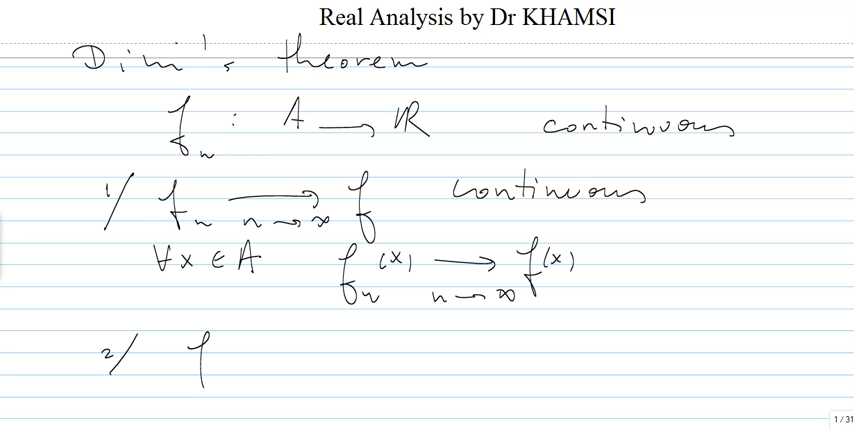 Real Analysis by Dr KHAMSI
Dini's theorem
fₙ : A → ℝ continuous
1/ fₙ → f continuous
n → ∞
∀x ∈ A fₙ(x) → f(x)
n → ∞
2/ f
1 / 31